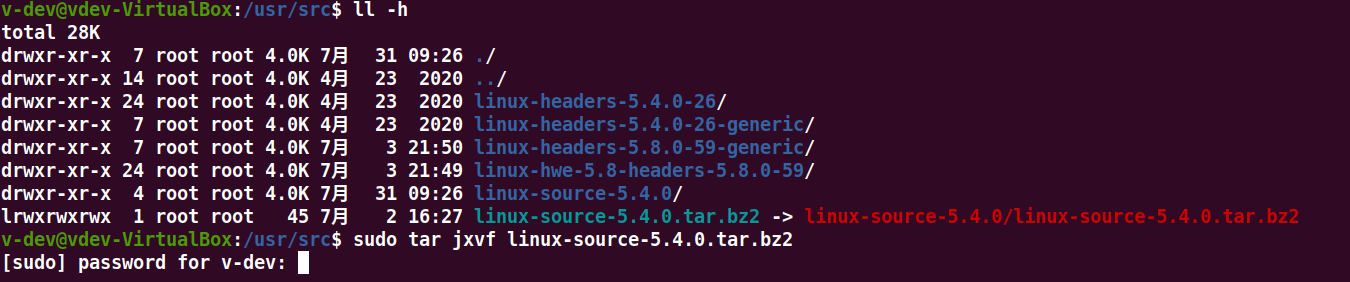 v-dev@vdev-VirtualBox:/usr/src$ ll -h
total 28K
drwxr-xr-x  7 root root 4.0K 7月   31 09:26 ./
drwxr-xr-x 14 root root 4.0K 4月   23  2020 ../
drwxr-xr-x 24 root root 4.0K 4月   23  2020 linux-headers-5.4.0-26/
drwxr-xr-x  7 root root 4.0K 4月   23  2020 linux-headers-5.4.0-26-generic/
drwxr-xr-x  7 root root 4.0K 7月    3 21:50 linux-headers-5.8.0-59-generic/
drwxr-xr-x 24 root root 4.0K 7月    3 21:49 linux-hwe-5.8-headers-5.8.0-59/
drwxr-xr-x  4 root root 4.0K 7月   31 09:26 linux-source-5.4.0/
lrwxrwxrwx  1 root root   45 7月    2 16:27 linux-source-5.4.0.tar.bz2 -> linux-source-5.4.0/linux-source-5.4.0.tar.bz2
v-dev@vdev-VirtualBox:/usr/src$ sudo tar jxvf linux-source-5.4.0.tar.bz2
[sudo] password for v-dev: